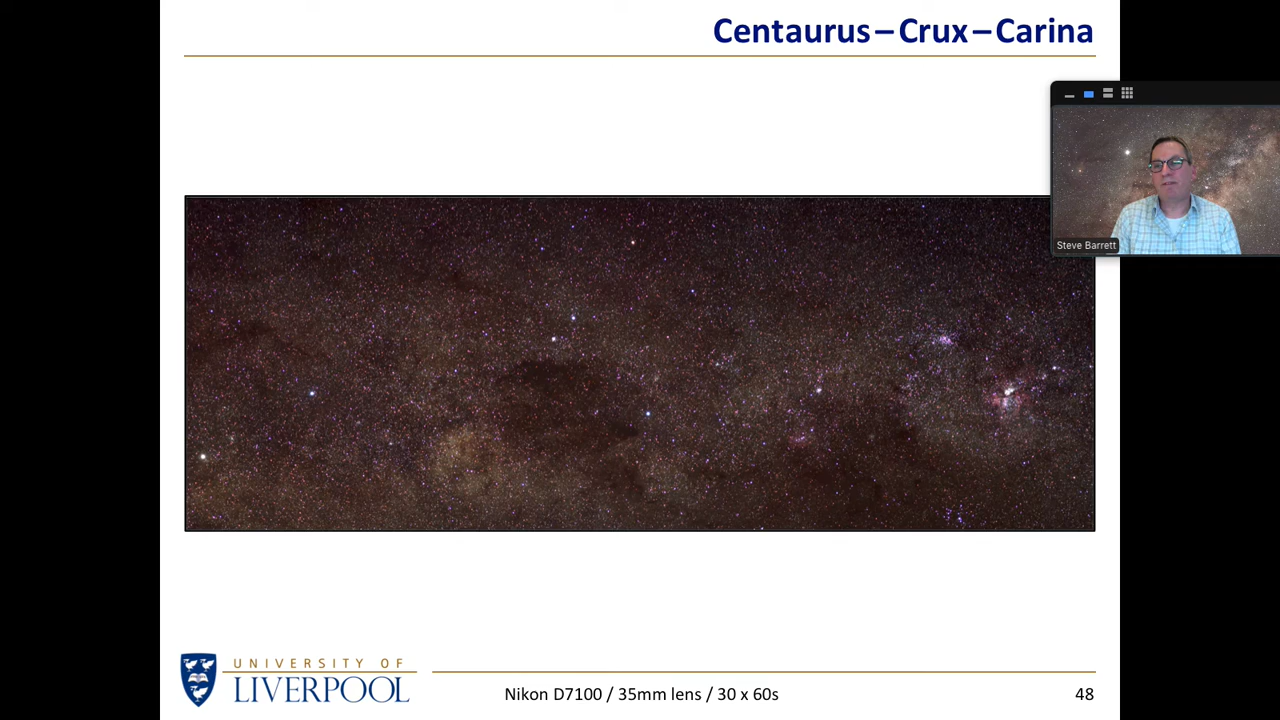 Centaurus – Crux – Carina
Steve Barrett
UNIVERSITY OF
LIVERPOOL
Nikon D7100 / 35mm lens / 30 x 60s
48